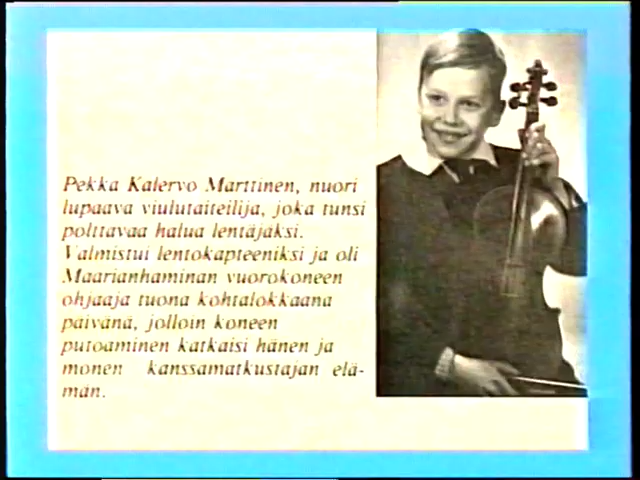 Pekka Kalervo Marttinen, nuori
lupaava viulutaiteilija, joka tunsi
polttavaa halua lentäjäksi.
Valmistui lentokapteeniksi ja oli
Maarianhaminan vuorokoneen
ohjaaja tuona kohtalokkaana
päivänä, jolloin koneen
putoaminen katkaisi hänen ja
monen kanssamatkustajan elä-
män.